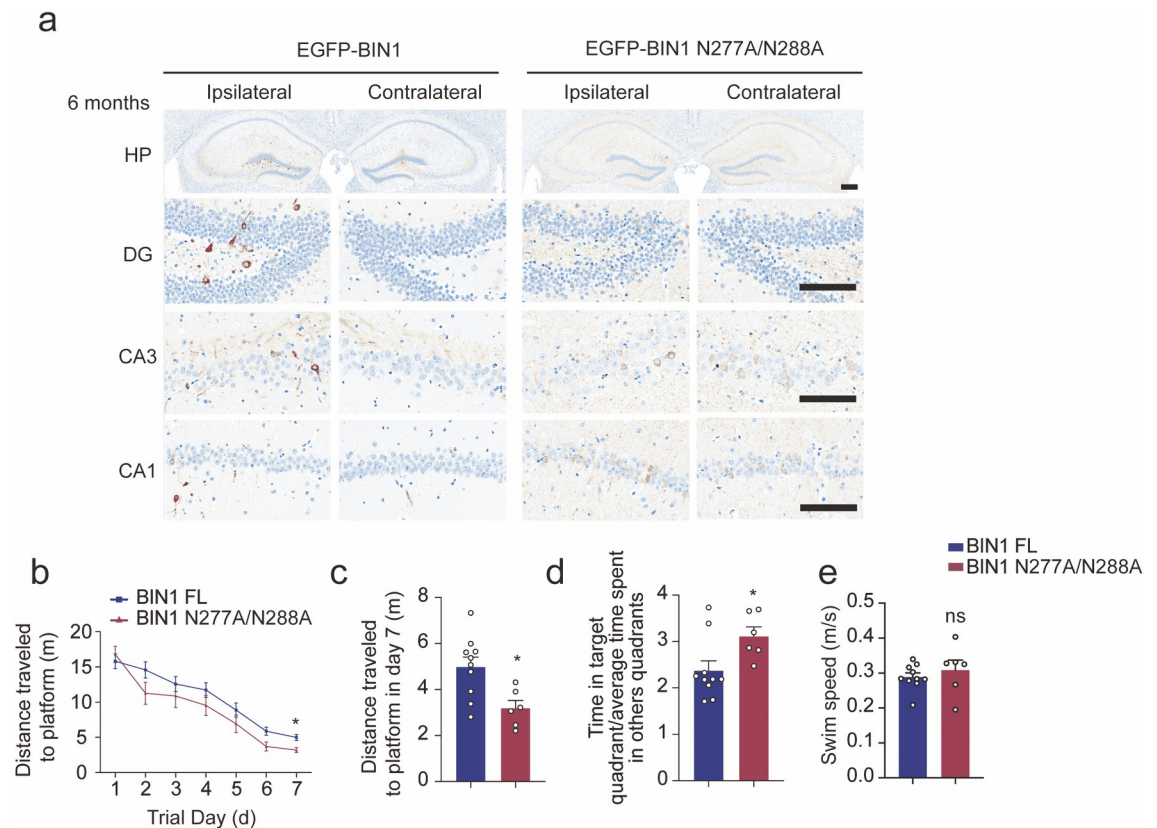 a
EGFP-BIN1
EGFP-BIN1 N277A/N288A
Ipsilateral
Contralateral
Ipsilateral
Contralateral
6 months
HP
DG
CA3
CA1
b
BIN1 FL
BIN1 N277A/N288A
Distance traveled
to platform (m)
20
15
10
5
0
*
1 2 3 4 5 6 7
Trial Day (d)
c
Distance traveled
to platform in day 7 (m)
8
6
4
2
0
*
d
Time in target
quadrant/average time spent
in others quadrants
4
3
2
1
0
*
BIN1 FL
BIN1 N277A/N288A
e
Swim speed (m/s)
0.5
0.4
0.3
0.2
0.1
0.0
ns